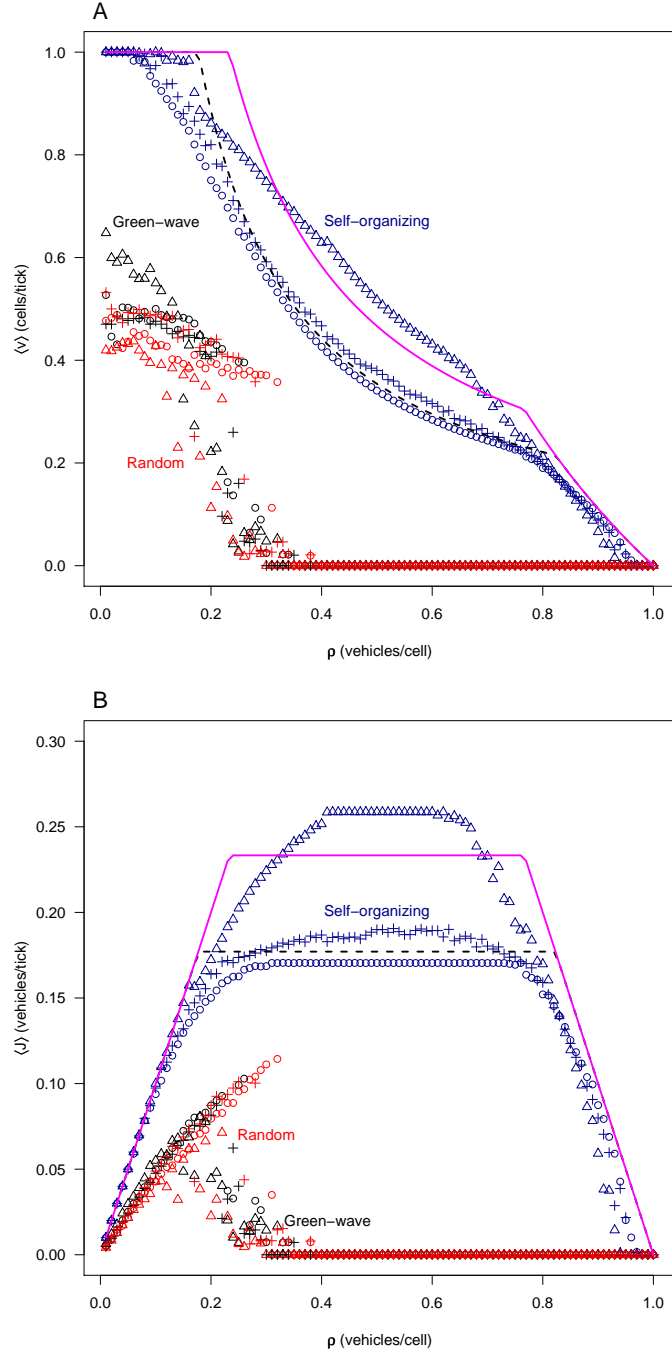 A
1.0
0.8
0.6
0.4
0.2
0.0
⟨v⟩ (cells/tick)
Green−wave
Self−organizing
Random
0.0 0.2 0.4 0.6 0.8 1.0
ρ (vehicles/cell)
B
0.30
0.25
0.20
0.15
0.10
0.05
0.00
⟨J⟩ (vehicles/tick)
Self−organizing
Random
Green−wave
0.0 0.2 0.4 0.6 0.8 1.0
ρ (vehicles/cell)